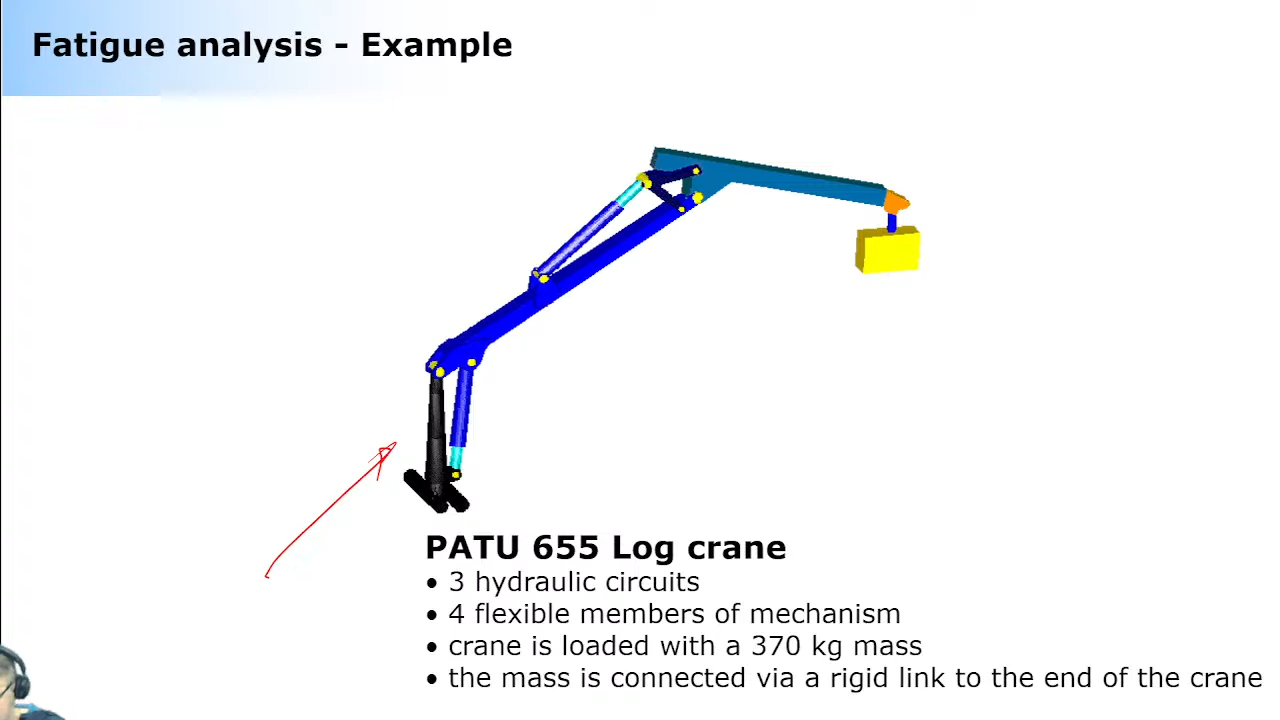 Fatigue analysis - Example
PATU 655 Log crane
• 3 hydraulic circuits
• 4 flexible members of mechanism
• crane is loaded with a 370 kg mass
• the mass is connected via a rigid link to the end of the crane